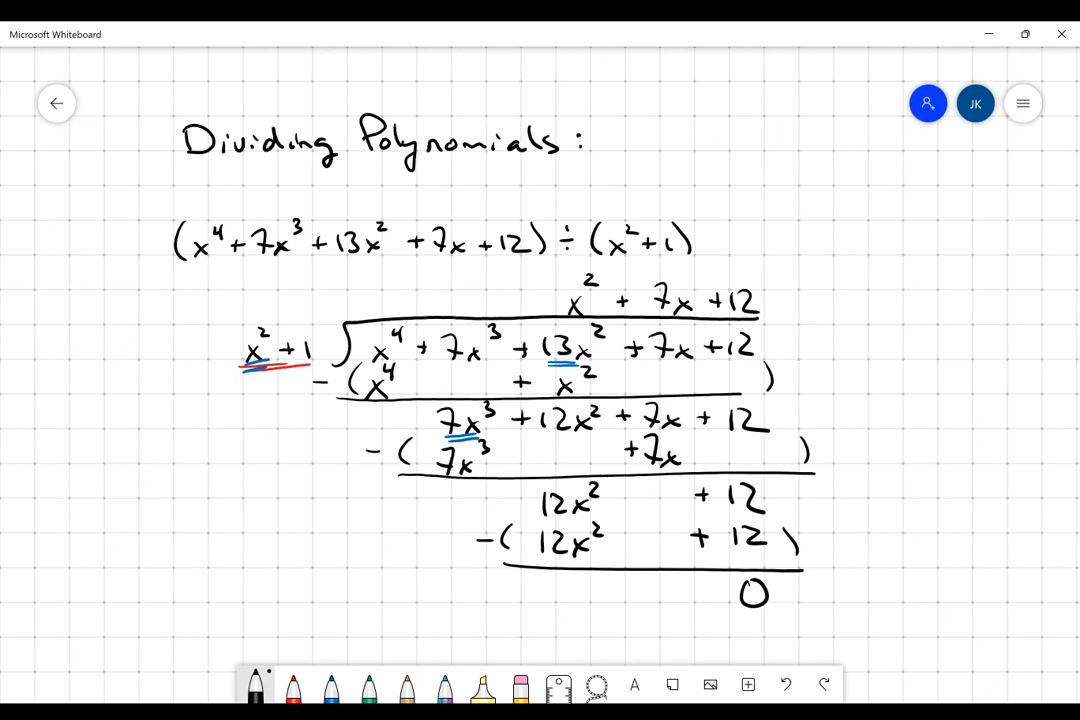 Microsoft Whiteboard
JK
Dividing Polynomials:
(x⁴ + 7x³ + 13x² + 7x + 12) ÷ (x² + 1)
x² + 7x + 12
x² + 1 ) x⁴ + 7x³ + 13x² + 7x + 12
- (x⁴ + x² )
7x³ + 12x² + 7x + 12
- ( 7x³ + 7x )
12x² + 12
- ( 12x² + 12 )
0
A